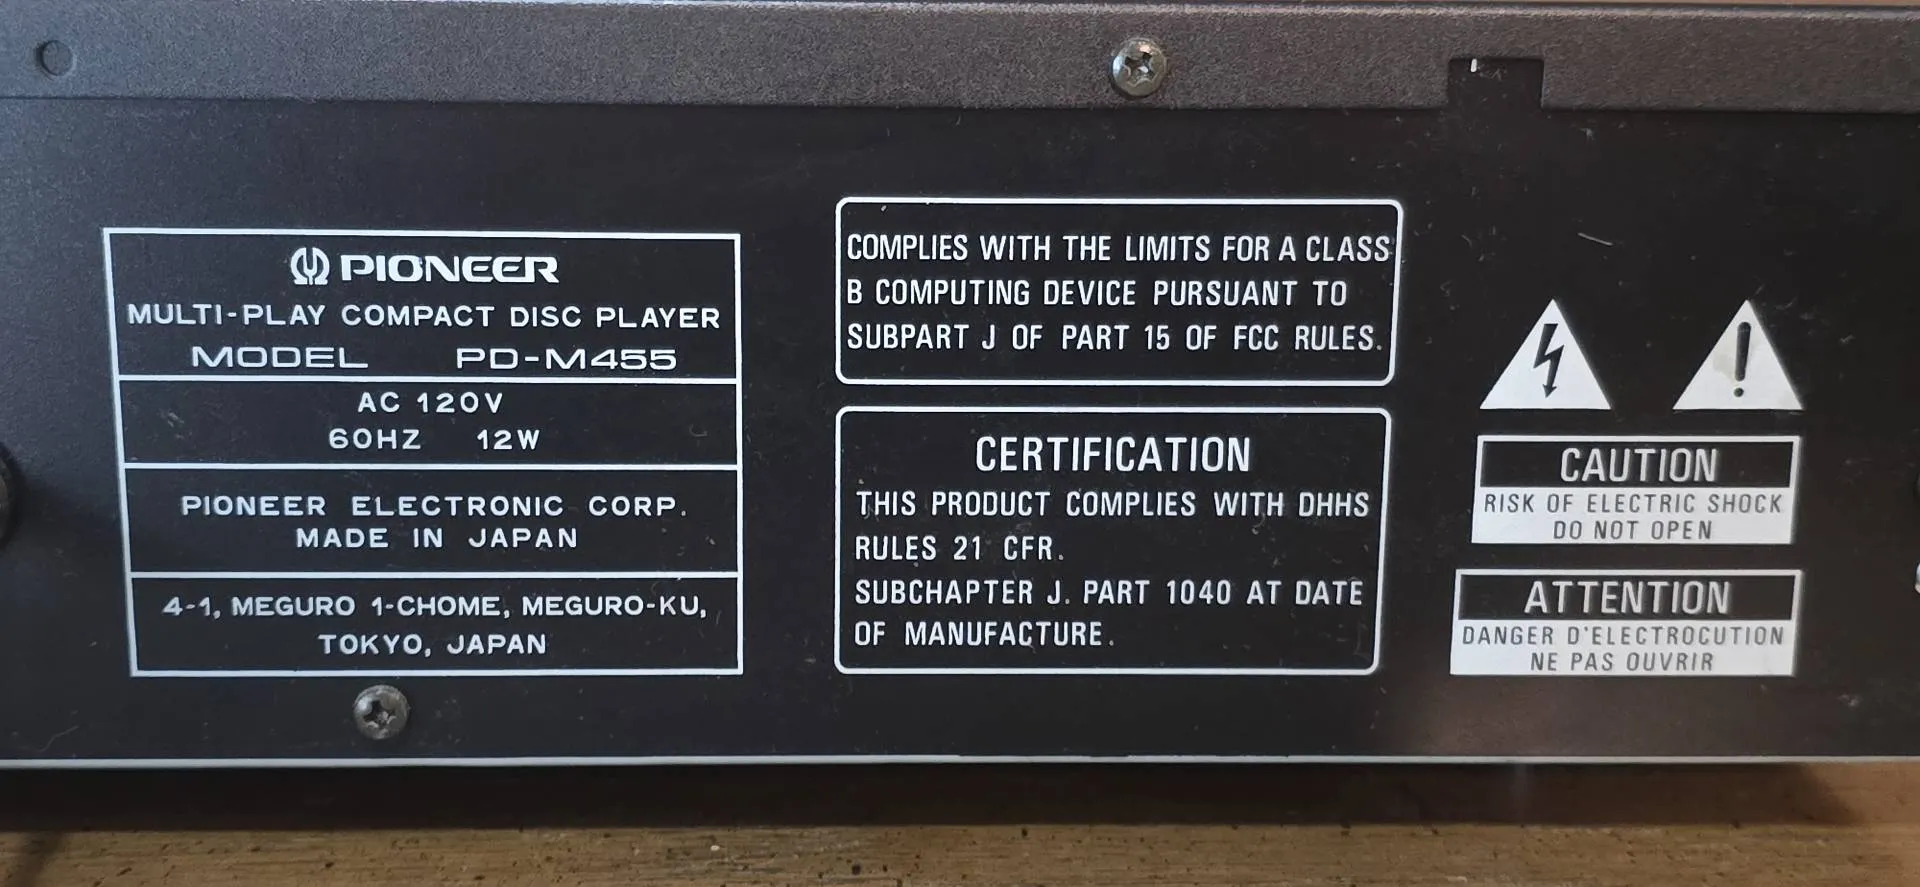 PIONEER
MULTI-PLAY COMPACT DISC PLAYER
MODEL PD-M455
AC 120V
60HZ 12W
PIONEER ELECTRONIC CORP.
MADE IN JAPAN
4-1, MEGURO 1-CHOME, MEGURO-KU,
TOKYO, JAPAN
COMPLIES WITH THE LIMITS FOR A CLASS
B COMPUTING DEVICE PURSUANT TO
SUBPART J OF PART 15 OF FCC RULES.
CERTIFICATION
THIS PRODUCT COMPLIES WITH DHHS
RULES 21 CFR.
SUBCHAPTER J. PART 1040 AT DATE
OF MANUFACTURE.
CAUTION
RISK OF ELECTRIC SHOCK
DO NOT OPEN
ATTENTION
DANGER D'ELECTROCUTION
NE PAS OUVRIR